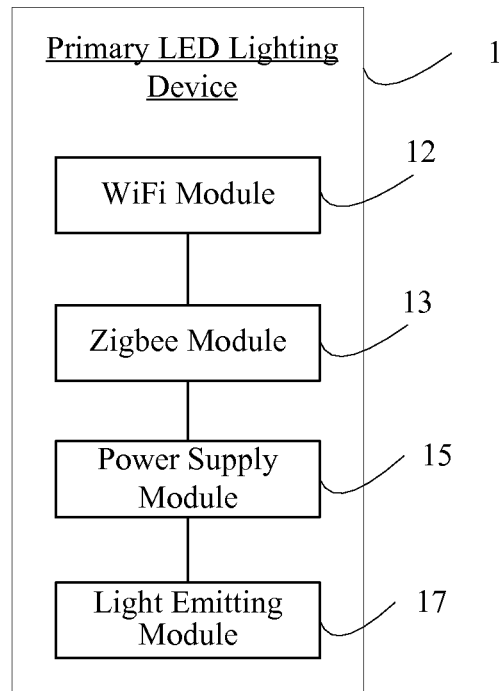 Primary LED Lighting
Device
1
12
WiFi Module
13
Zigbee Module
Power Supply
Module
15
Light Emitting
Module
17